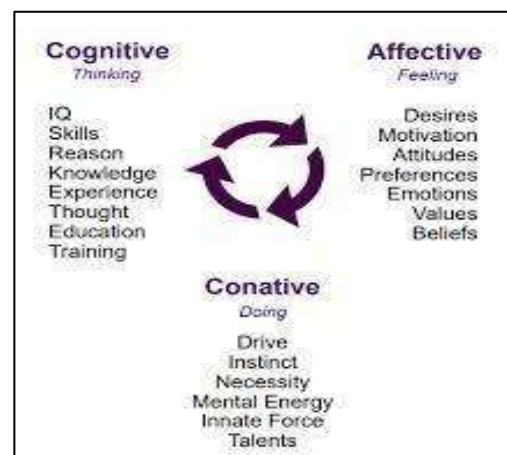 Cognitive
Thinking
IQ
Skills
Reason
Knowledge
Experience
Thought
Education
Training
Affective
Feeling
Desires
Motivation
Attitudes
Preferences
Emotions
Values
Beliefs
Conative
Doing
Drive
Instinct
Necessity
Mental Energy
Innate Force
Talents